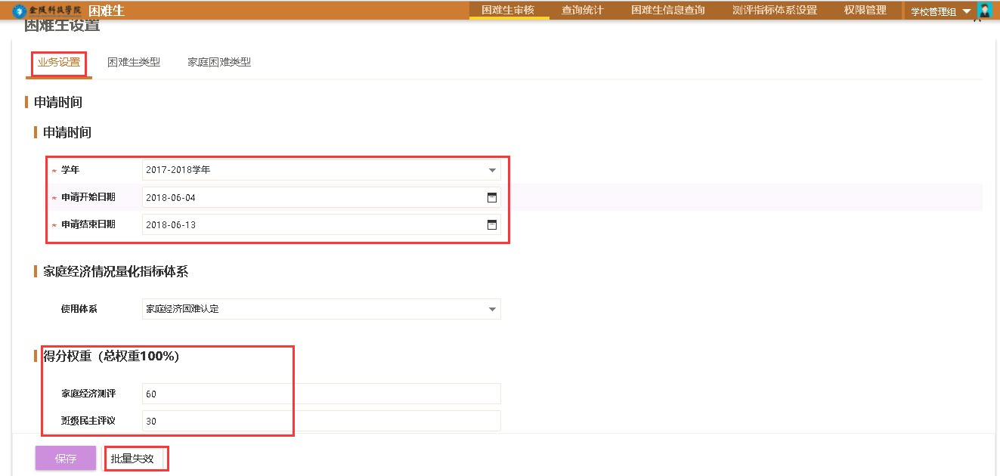 金陵科技学院 困难生 困难生审核 查询统计 困难生信息查询 测评指标体系设置 权限管理 学校管理组
困难生设置
业务设置 困难生类型 家庭困难类型
申请时间
申请时间
* 学年 2017-2018学年
* 申请开始日期 2018-06-04
* 申请结束日期 2018-06-13
家庭经济情况量化指标体系
使用体系 家庭经济困难认定
得分权重（总权重100%）
家庭经济测评 60
班级民主评议 30
保存 批量失效